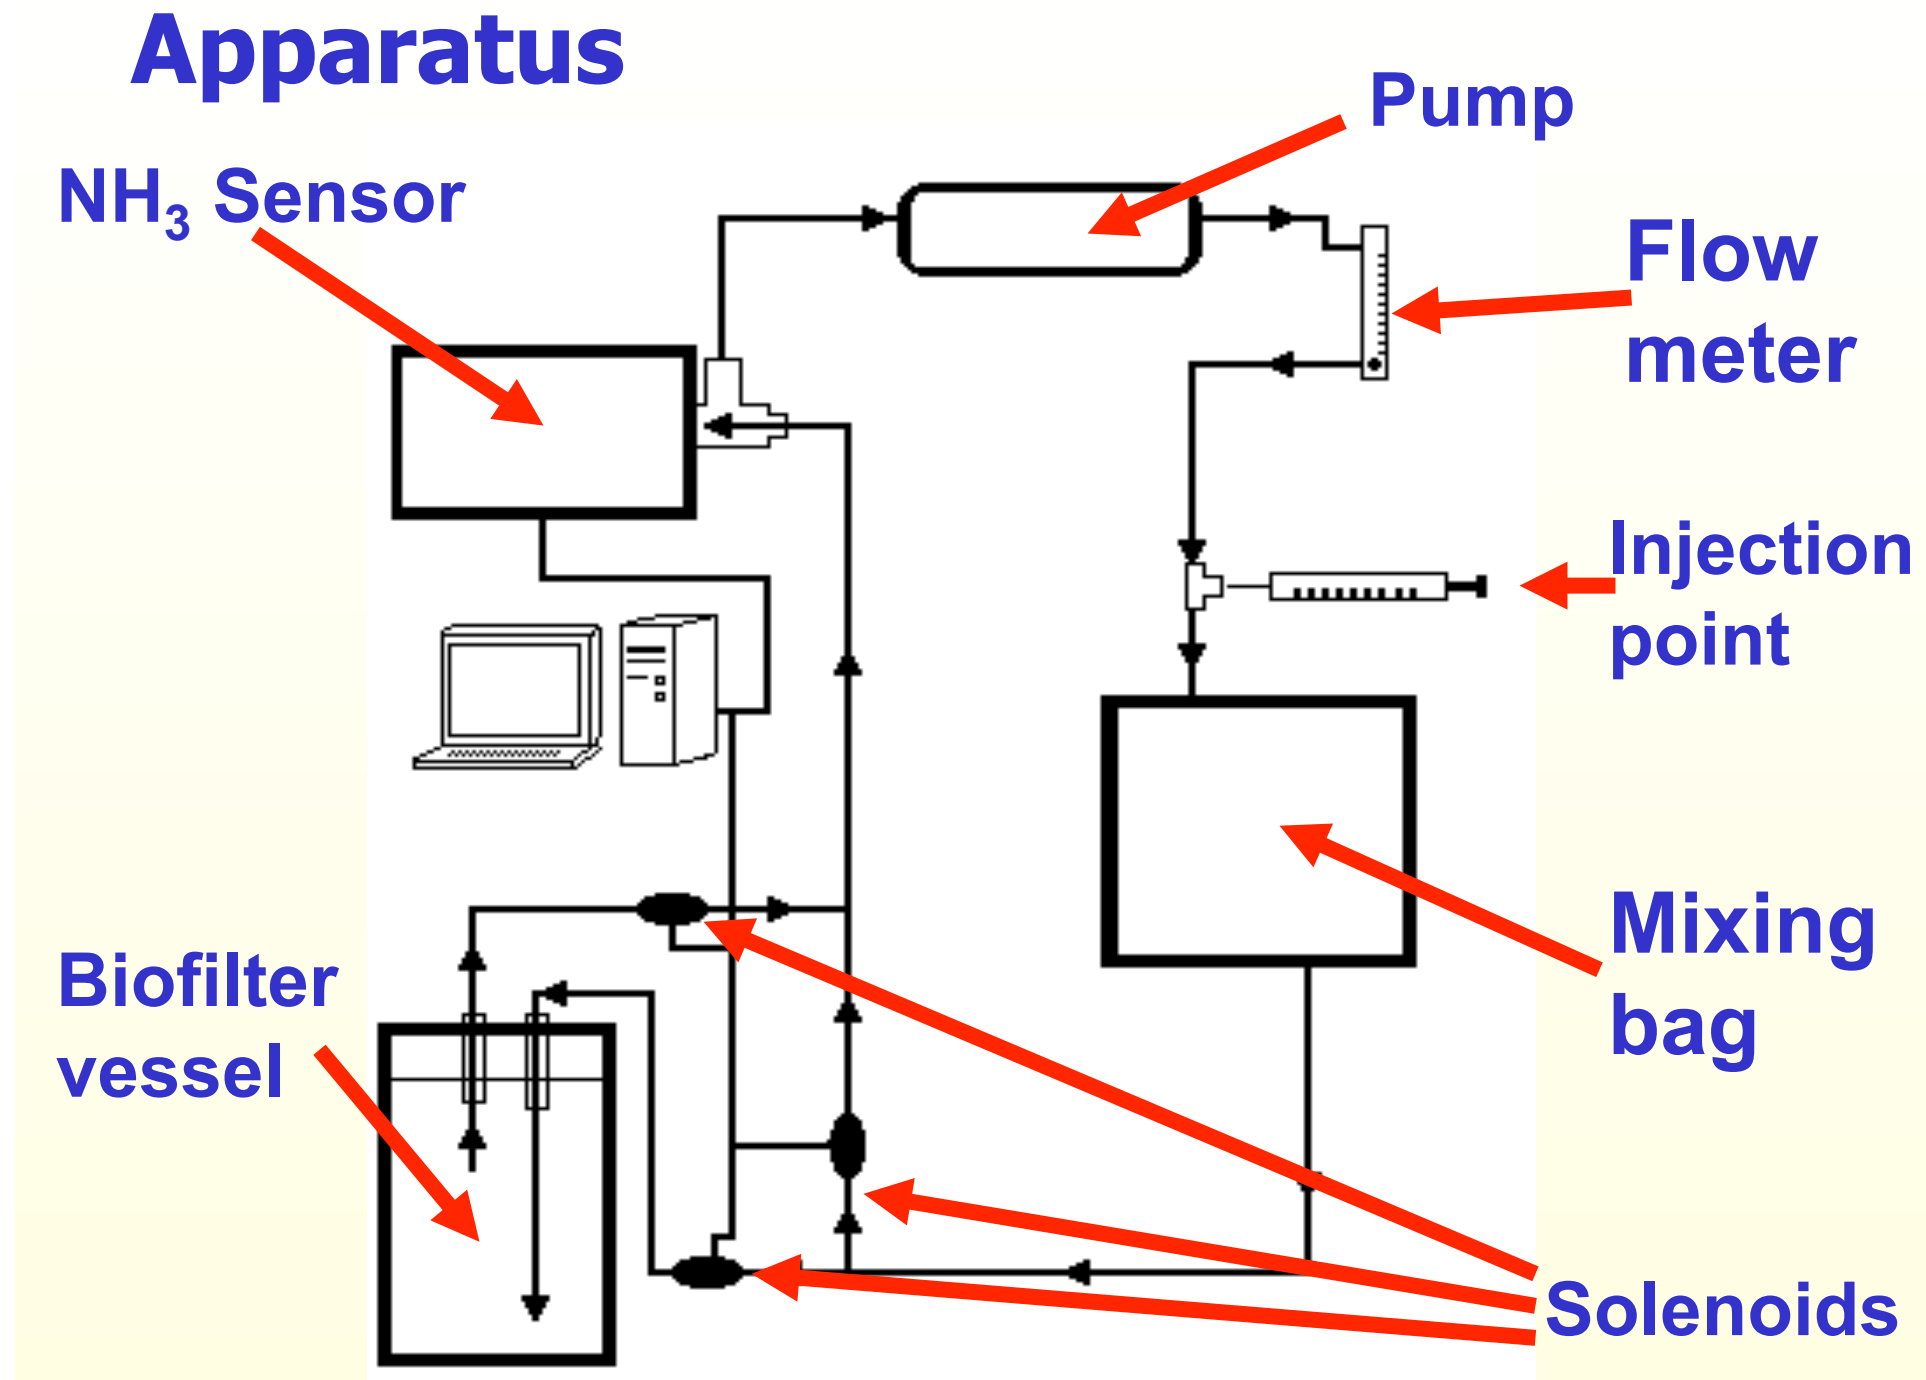 Apparatus
Pump
NH₃ Sensor
Flow
meter
Injection
point
Mixing
bag
Biofilter
vessel
Solenoids